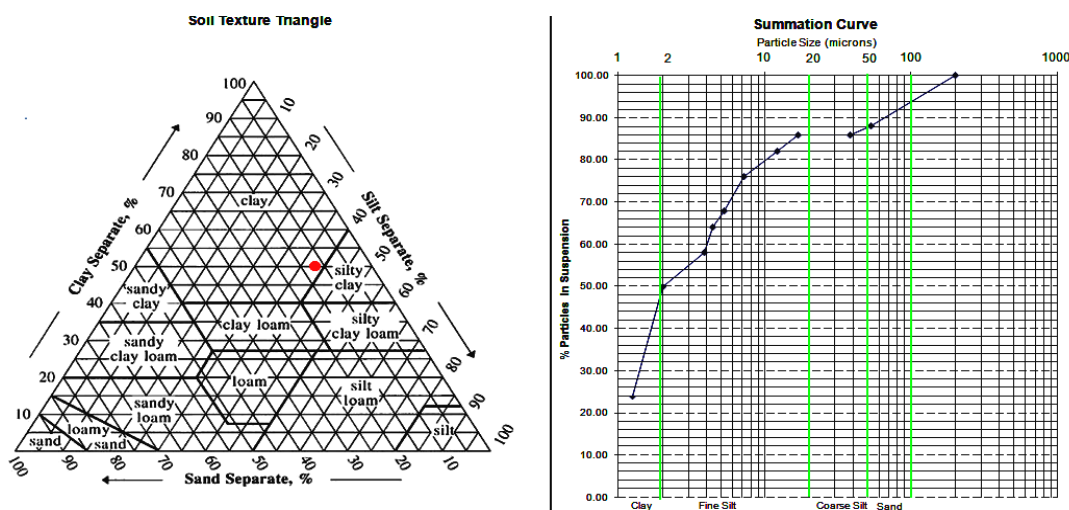 Soil Texture Triangle
100
90
80
70
60
50
40
30
20
10
10
20
30
40
50
60
70
80
90
100
Clay Separate, %
Silt Separate, %
clay
silty
clay
sandy
clay
clay loam
silty
clay loam
sandy
clay loam
loam
silt
loam
sandy
loam
loamy
sand
sand
silt
100
90
80
70
60
50
40
30
20
10
Sand Separate, %
Summation Curve
Particle Size (microns)
1
2
10
20
50
100
1000
100.00
90.00
80.00
70.00
60.00
50.00
40.00
30.00
20.00
10.00
0.00
% Particles In Suspension
Clay
Fine Silt
Coarse Silt
Sand